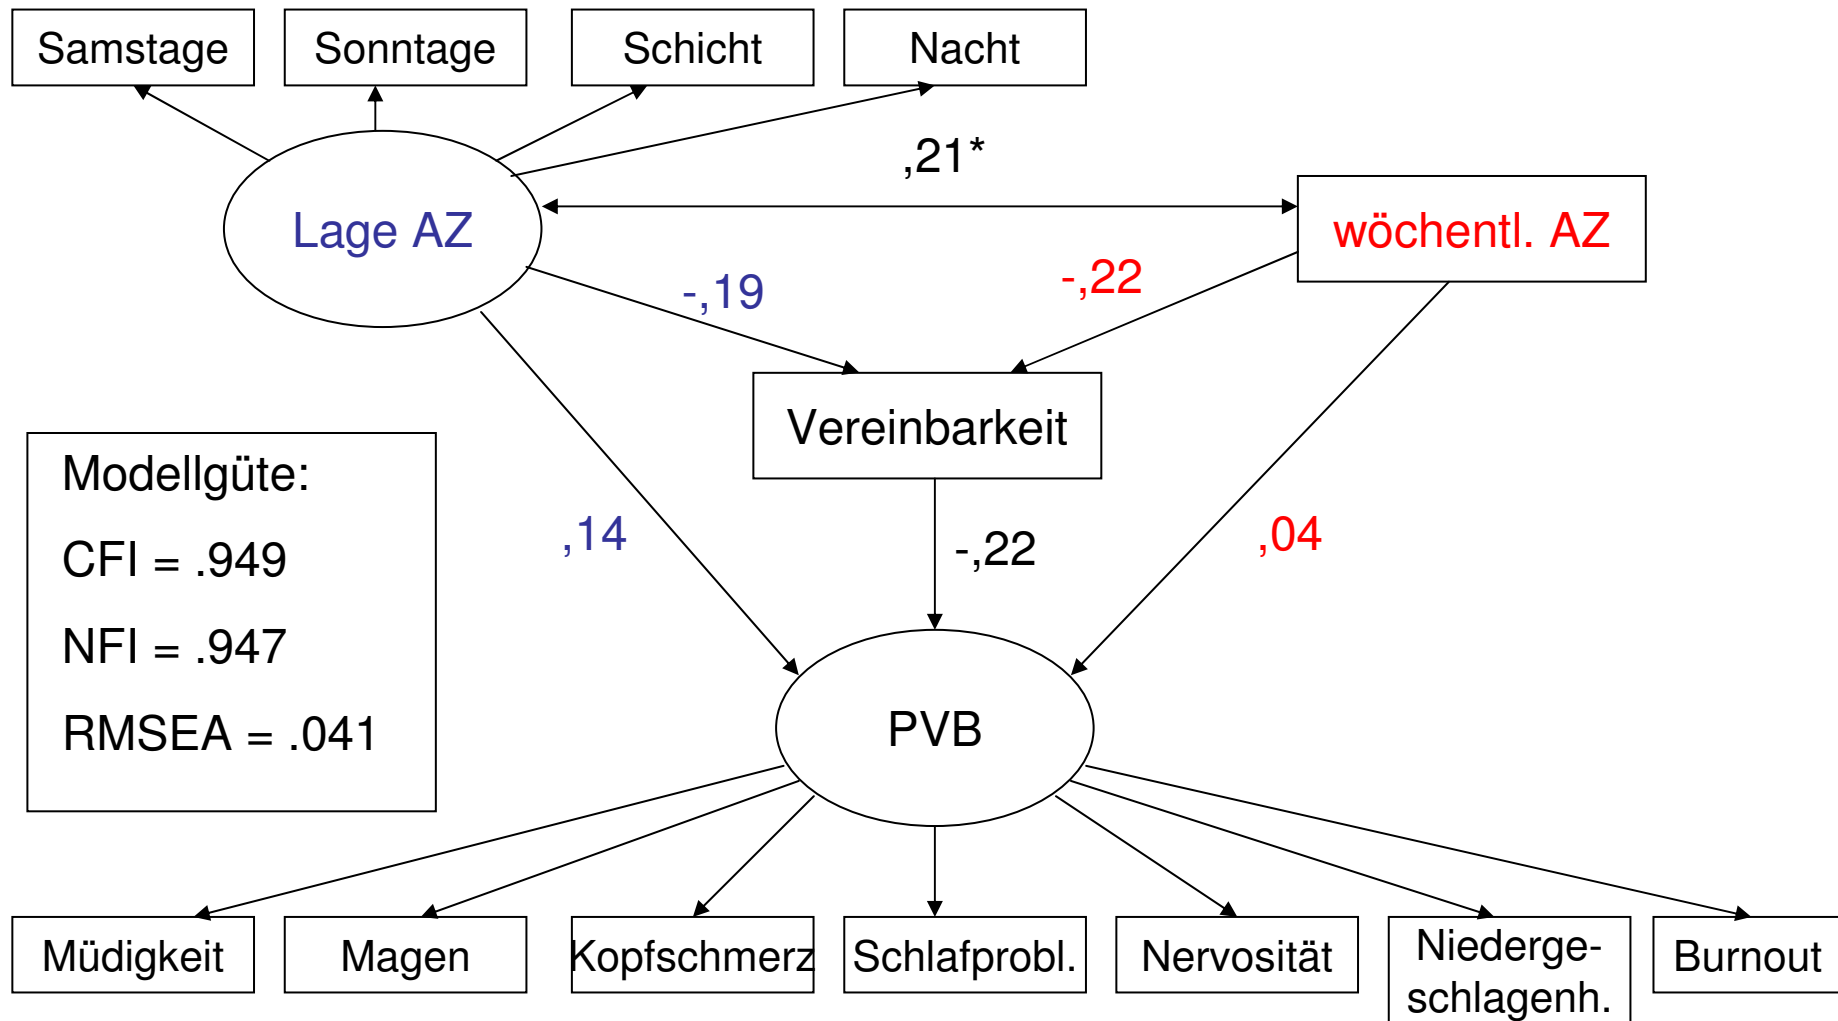 Samstage
Sonntage
Schicht
Nacht
,21*
Lage AZ
wöchentl. AZ
-,19
-,22
Vereinbarkeit
Modellgüte:
CFI = .949
NFI = .947
RMSEA = .041
,14
-,22
,04
PVB
Müdigkeit
Magen
Kopfschmerz
Schlafprobl.
Nervosität
Niederge-
schlagenh.
Burnout